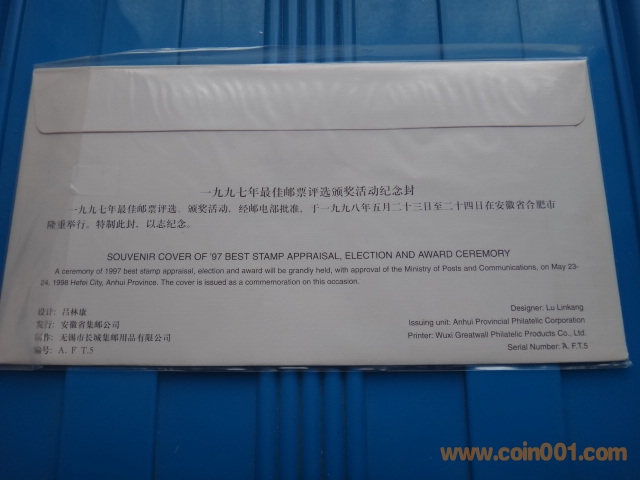 一九九七年最佳邮票评选颁奖活动纪念封
一九九七年最佳邮票评选、颁奖活动，经邮电部批准，于一九九八年五月二十三日至二十四日在安徽省合肥市
隆重举行。特制此封，以志纪念。
SOUVENIR COVER OF '97 BEST STAMP APPRAISAL, ELECTION AND AWARD CEREMONY
A ceremony of 1997 best stamp appraisal, election and award will be grandly held, with approval of the Ministry of Posts and Communications, on May 23-
24, 1998 Hefei City, Anhui Province. The cover is issued as a commemoration on this occasion.
设计: 吕林康
发行: 安徽省集邮公司
制作: 无锡市长城集邮用品有限公司
编号: A. F T.5
Designer: Lu Linkang
Issuing unit: Anhui Provincial Philatelic Corporation
Printer: Wuxi Greatwall Philatelic Products Co., Ltd.
Serial Number: A. F.T.5
www.coin001.com